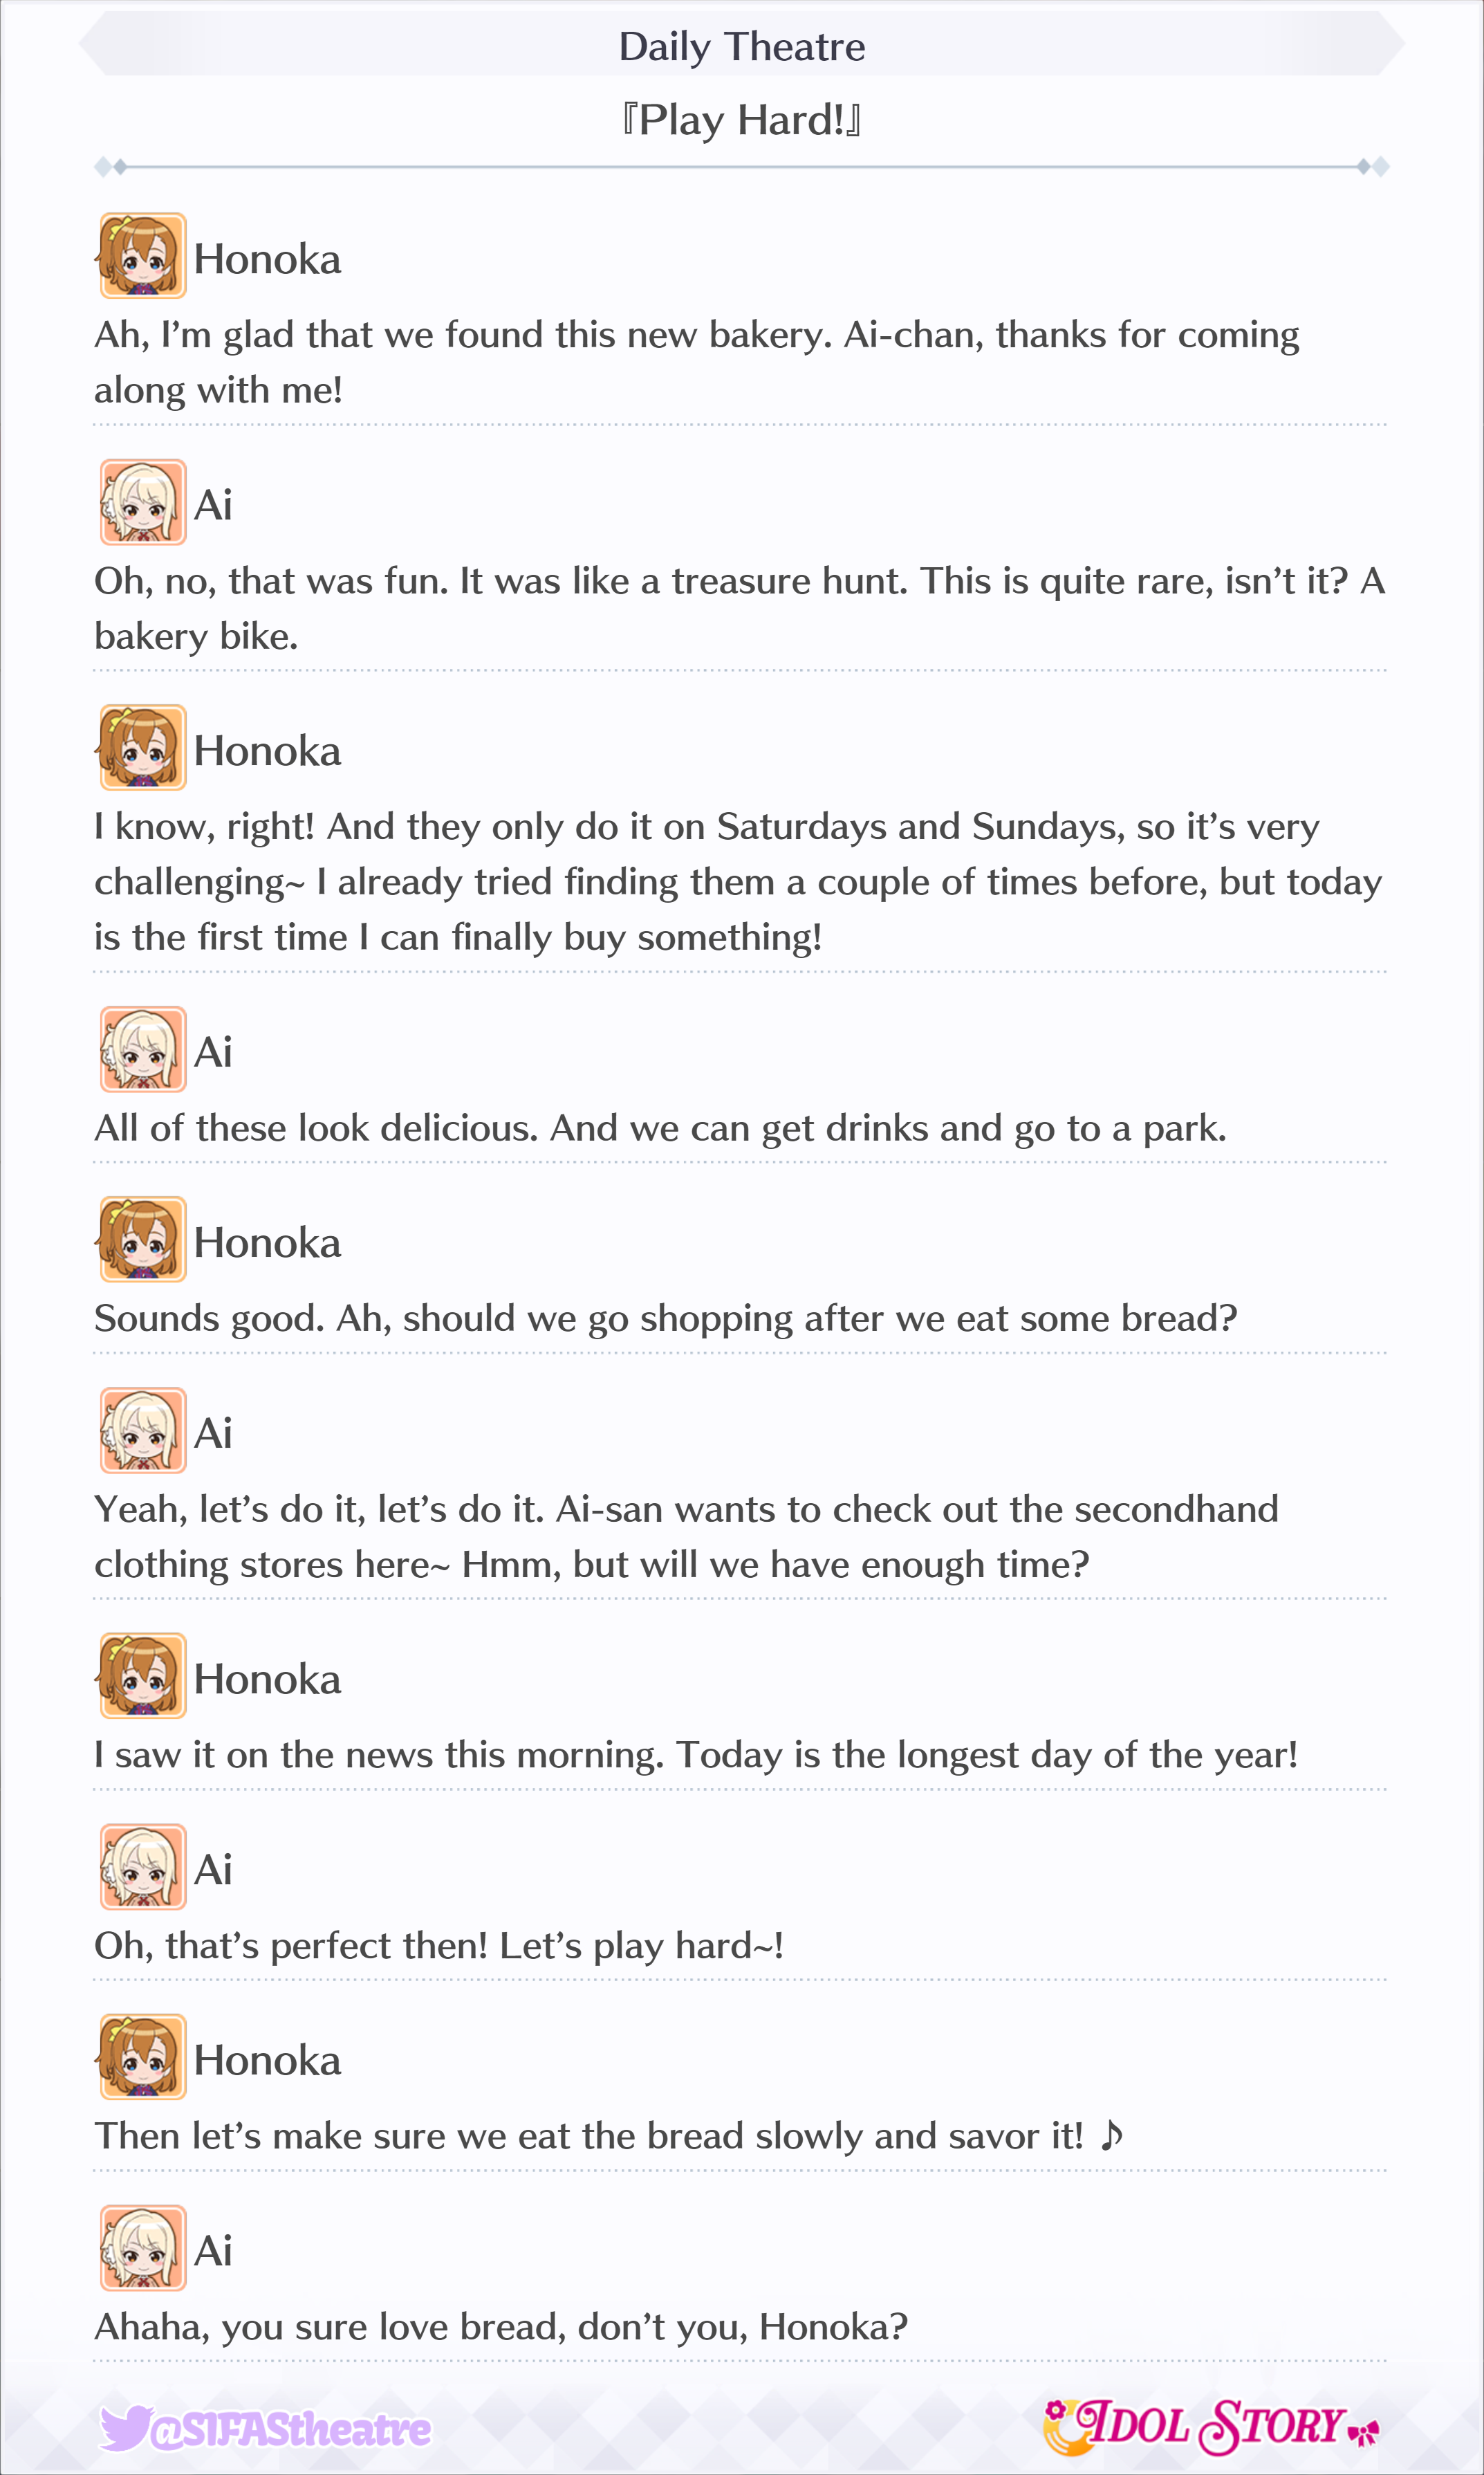 Daily Theatre
『Play Hard!』
Honoka
Ah, I’m glad that we found this new bakery. Ai-chan, thanks for coming
along with me!
Ai
Oh, no, that was fun. It was like a treasure hunt. This is quite rare, isn’t it? A
bakery bike.
Honoka
I know, right! And they only do it on Saturdays and Sundays, so it’s very
challenging~ I already tried finding them a couple of times before, but today
is the first time I can finally buy something!
Ai
All of these look delicious. And we can get drinks and go to a park.
Honoka
Sounds good. Ah, should we go shopping after we eat some bread?
Ai
Yeah, let’s do it, let’s do it. Ai-san wants to check out the secondhand
clothing stores here~ Hmm, but will we have enough time?
Honoka
I saw it on the news this morning. Today is the longest day of the year!
Ai
Oh, that’s perfect then! Let’s play hard~!
Honoka
Then let’s make sure we eat the bread slowly and savor it! ♪
Ai
Ahaha, you sure love bread, don’t you, Honoka?
@SIFAStheatre
IDOL STORY